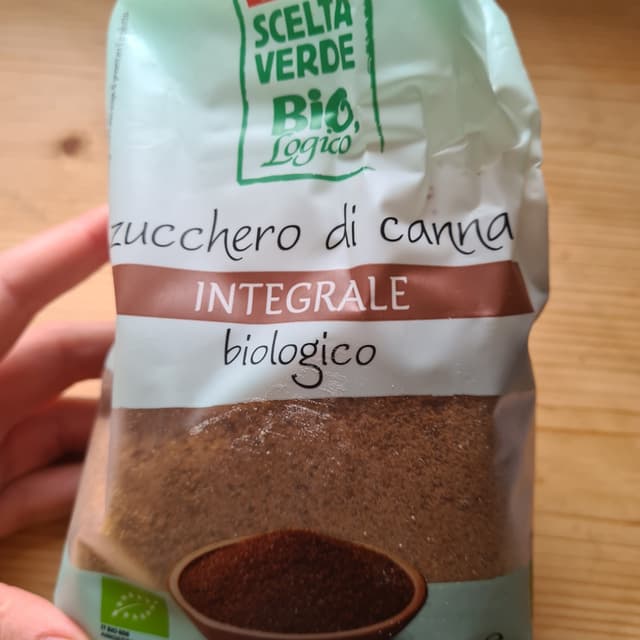 SCELTA
VERDE
BiO,
Logico
zucchero di canna
INTEGRALE
biologico